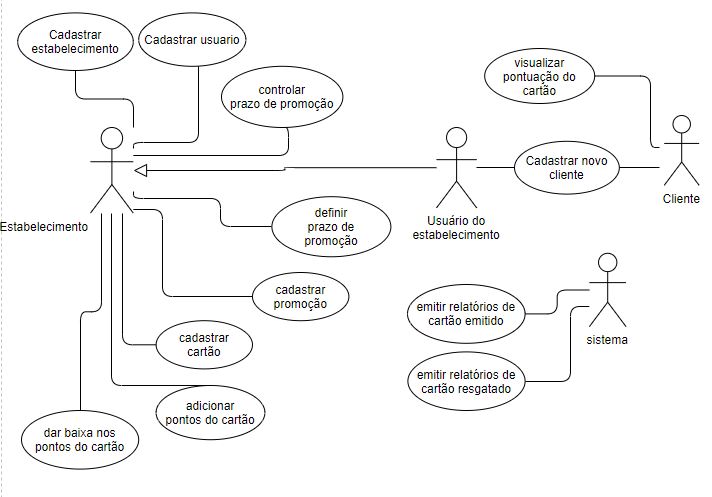 Cadastrar
estabelecimento
Cadastrar usuario
controlar
prazo de promoção
visualizar
pontuação do
cartão
Cadastrar novo
cliente
Cliente
Estabelecimento
Usuário do
estabelecimento
definir
prazo de
promoção
cadastrar
promoção
emitir relatórios de
cartão emitido
sistema
cadastrar
cartão
emitir relatórios de
cartão resgatado
adicionar
pontos do cartão
dar baixa nos
pontos do cartão